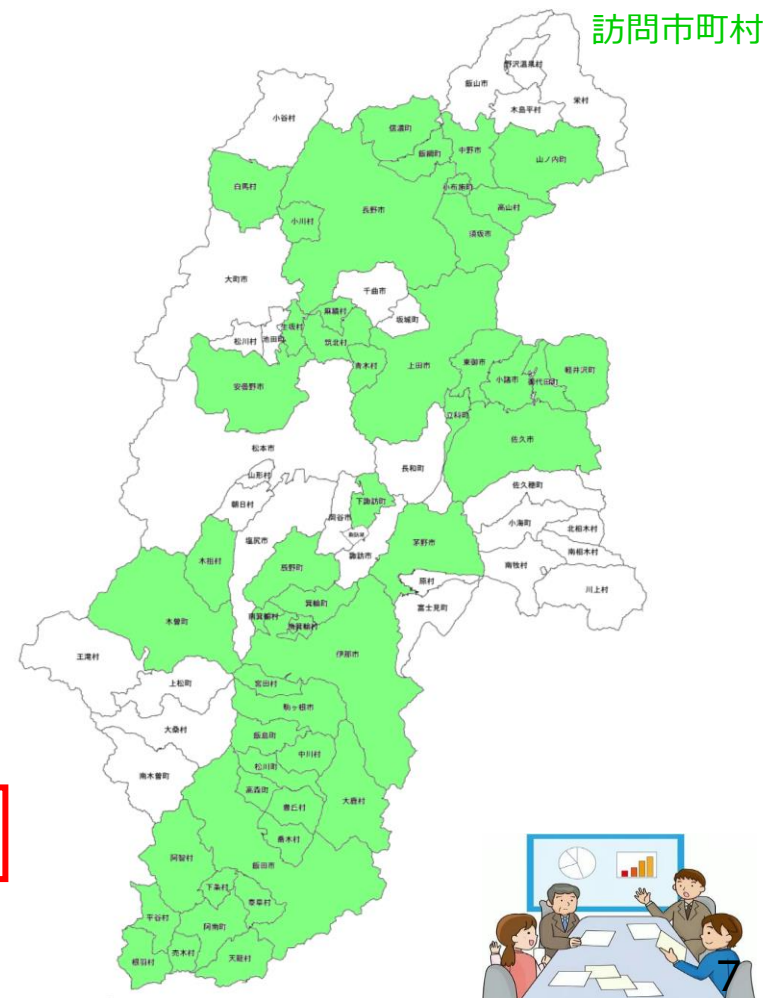 訪問市町村
野沢温泉村
飯山市
栄村
木島平村
小谷村
信濃町
飯綱町
中野市
山ノ内町
白馬村
小布施町
高山村
長野市
小川村
須坂市
大町市
千曲市
麻績村
坂城町
生坂村
松川村
池田町
筑北村
青木村
上田市
東御市
軽井沢町
小諸市
御代田町
安曇野市
立科町
佐久市
松本市
長和町
山形村
佐久穂町
朝日村
下諏訪町
岡谷市
小海町
北相木村
塩尻市
諏訪湖
茅野市
諏訪市
南相木村
木祖村
辰野町
南牧村
原村
川上村
箕輪町
富士見町
南箕輪村
木曽町
南箕輪村
伊那市
王滝村
上松町
宮田村
駒ヶ根市
大桑村
飯島町
中川村
松川町
南木曽町
高森町
大鹿村
豊丘村
喬木村
阿智村
飯田市
下条村
泰阜村
平谷村
阿南町
売木村
天龍村
根羽村
7